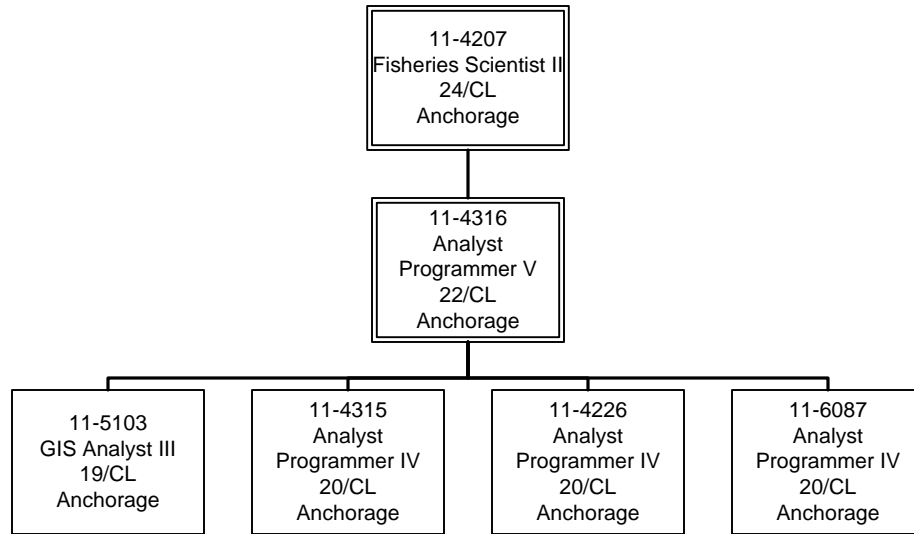 11-4207
Fisheries Scientist II
24/CL
Anchorage
11-4316
Analyst
Programmer V
22/CL
Anchorage
11-5103
GIS Analyst III
19/CL
Anchorage
11-4315
Analyst
Programmer IV
20/CL
Anchorage
11-4226
Analyst
Programmer IV
20/CL
Anchorage
11-6087
Analyst
Programmer IV
20/CL
Anchorage